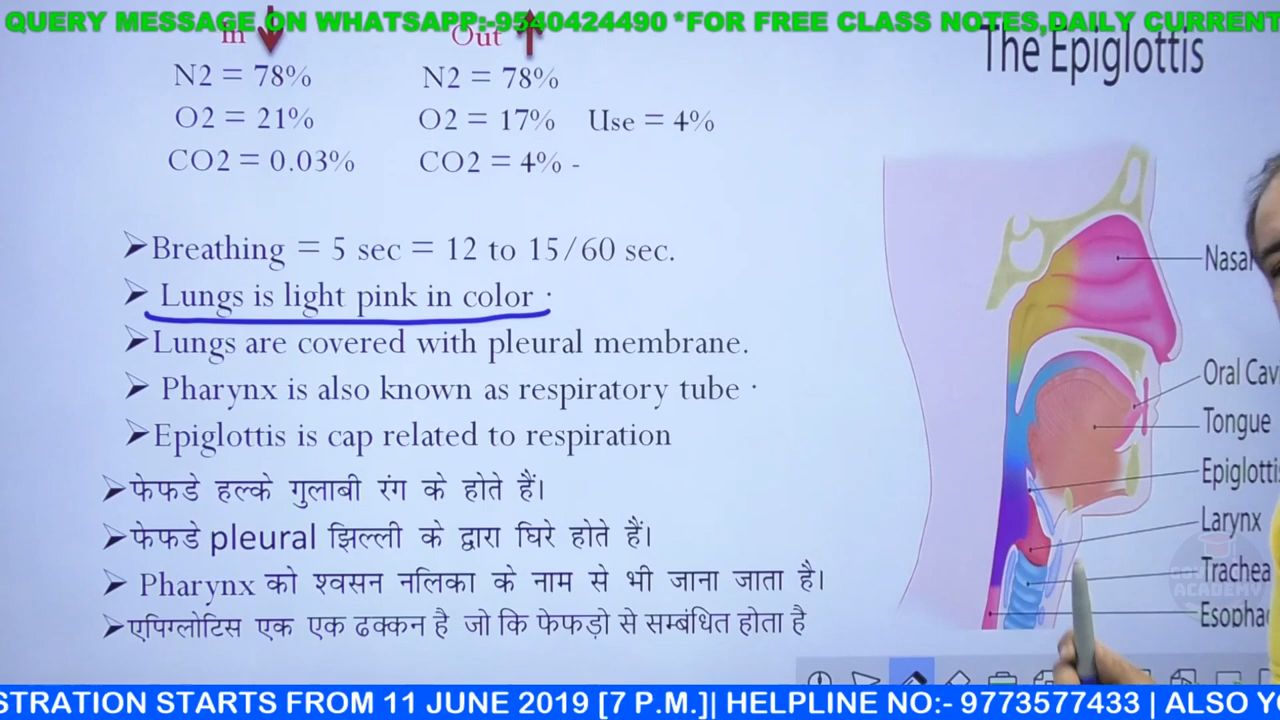 QUERY MESSAGE ON WHATSAPP:-9540424490 *FOR FREE CLASS NOTES,DAILY CURRENT
in Out
The Epiglottis
N2 = 78% N2 = 78%
O2 = 21% O2 = 17% Use = 4%
CO2 = 0.03% CO2 = 4% -
➤Breathing = 5 sec = 12 to 15/60 sec.
➤ Lungs is light pink in color ·
➤Lungs are covered with pleural membrane.
➤ Pharynx is also known as respiratory tube ·
➤Epiglottis is cap related to respiration
➤फेफडे हल्के गुलाबी रंग के होते हैं।
➤फेफडे pleural झिल्ली के द्वारा घिरे होते हैं।
➤ Pharynx को श्वसन नलिका के नाम से भी जाना जाता है।
➤एपिग्लोटिस एक एक ढक्कन है जो कि फेफड़ो से सम्बंधित होता है
Nasal
Oral Cav
Tongue
Epiglotti
Larynx
Trachea
Esopha
ACADEMY
STRATION STARTS FROM 11 JUNE 2019 [7 P.M.]| HELPLINE NO:- 9773577433 | ALSO Y